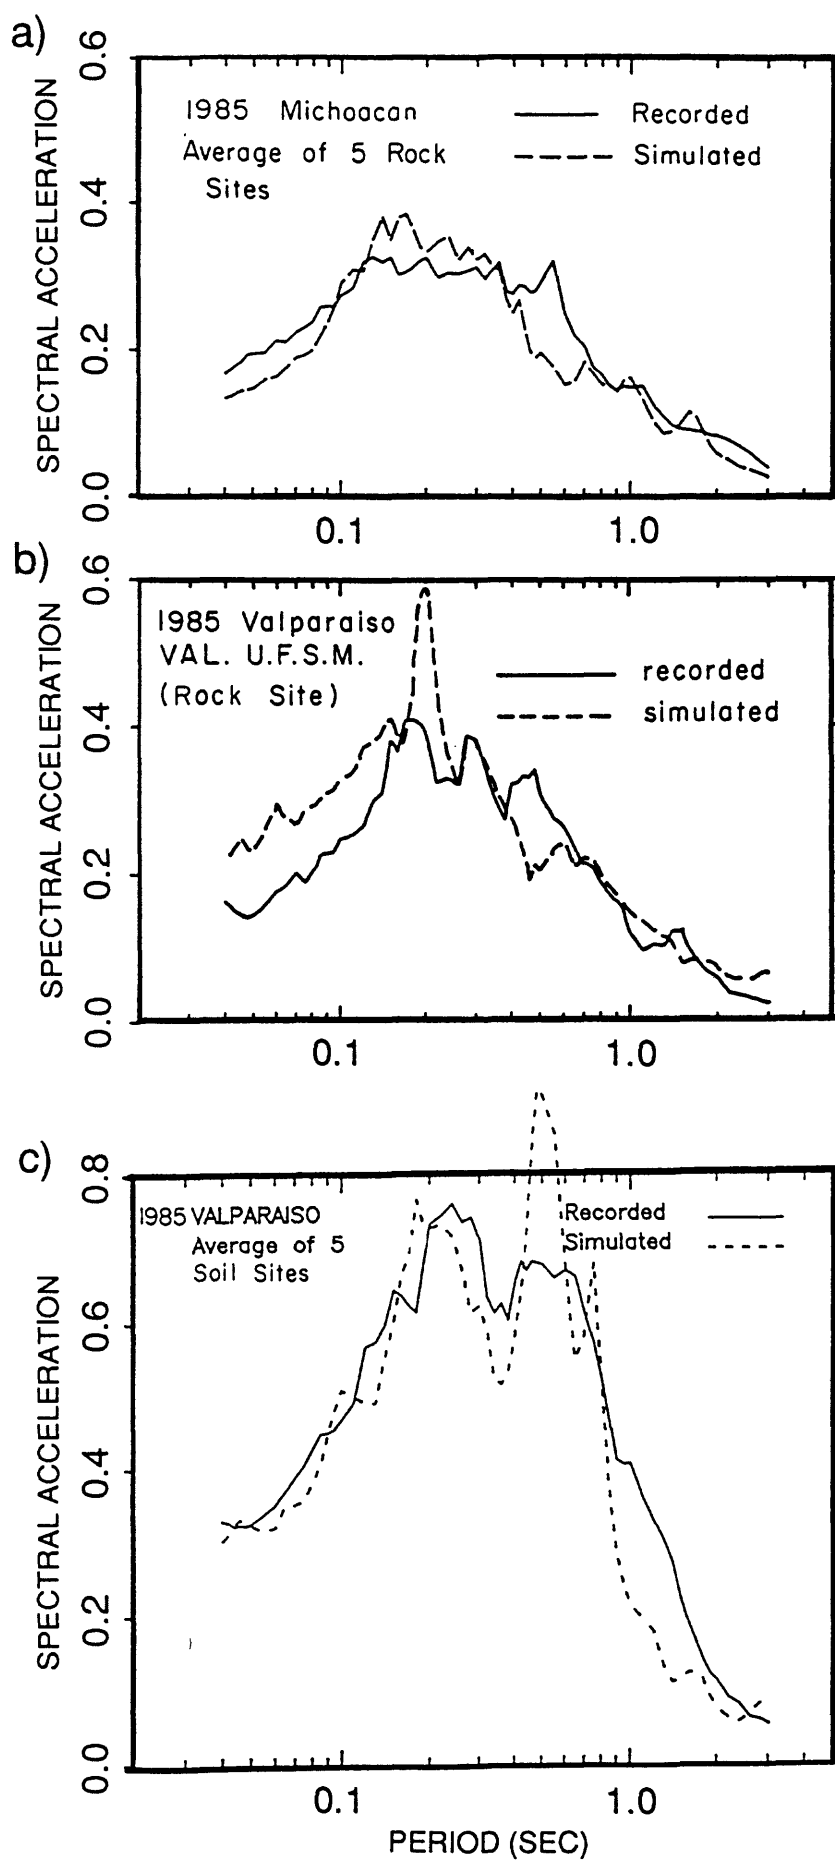 a)
0.6
1985 Michoacan
Recorded
Average of 5 Rock
Simulated
Sites
0.4
SPECTRAL ACCELERATION
0.2
0.0
0.1
1.0
b)
0.6
1985 Valparaiso
VAL. U.F.S.M.
(Rock Site)
recorded
simulated
0.4
SPECTRAL ACCELERATION
0.2
0.0
0.1
1.0
c)
0.8
1985 VALPARAISO
Recorded
Average of 5
Simulated
Soil Sites
0.6
SPECTRAL ACCELERATION
0.4
0.2
0.0
0.1
1.0
PERIOD (SEC)